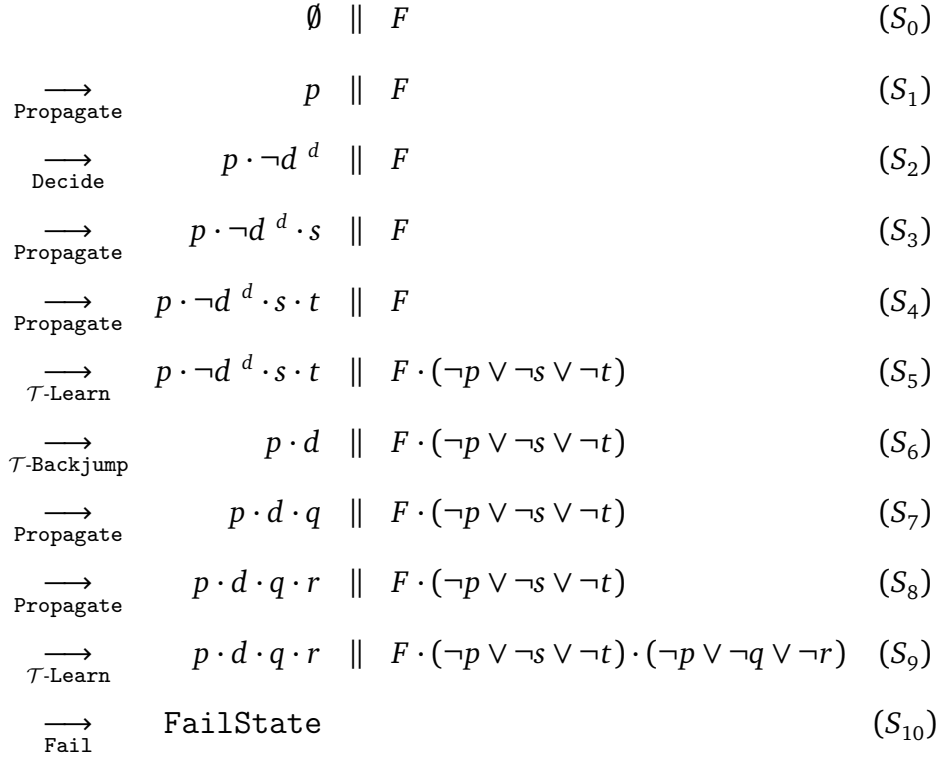 ∅ ∥ F (S₀)
⟶ Propagate p ∥ F (S₁)
⟶ Decide p · ¬d ᵈ ∥ F (S₂)
⟶ Propagate p · ¬d ᵈ · s ∥ F (S₃)
⟶ Propagate p · ¬d ᵈ · s · t ∥ F (S₄)
⟶ 𝒯-Learn p · ¬d ᵈ · s · t ∥ F · (¬p ∨ ¬s ∨ ¬t) (S₅)
⟶ 𝒯-Backjump p · d ∥ F · (¬p ∨ ¬s ∨ ¬t) (S₆)
⟶ Propagate p · d · q ∥ F · (¬p ∨ ¬s ∨ ¬t) (S₇)
⟶ Propagate p · d · q · r ∥ F · (¬p ∨ ¬s ∨ ¬t) (S₈)
⟶ 𝒯-Learn p · d · q · r ∥ F · (¬p ∨ ¬s ∨ ¬t) · (¬p ∨ ¬q ∨ ¬r) (S₉)
⟶ Fail FailState (S₁₀)